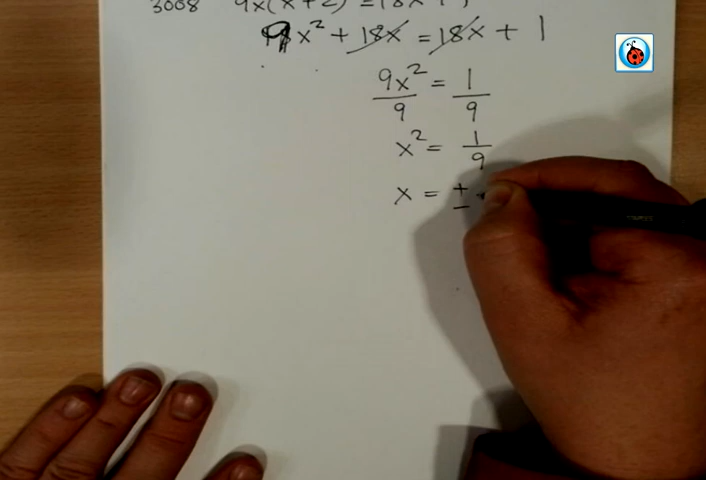 3008 9x(x+2) = 18x + 1
9x² + 18x = 18x + 1
9x²/9 = 1/9
x² = 1/9
x = ±